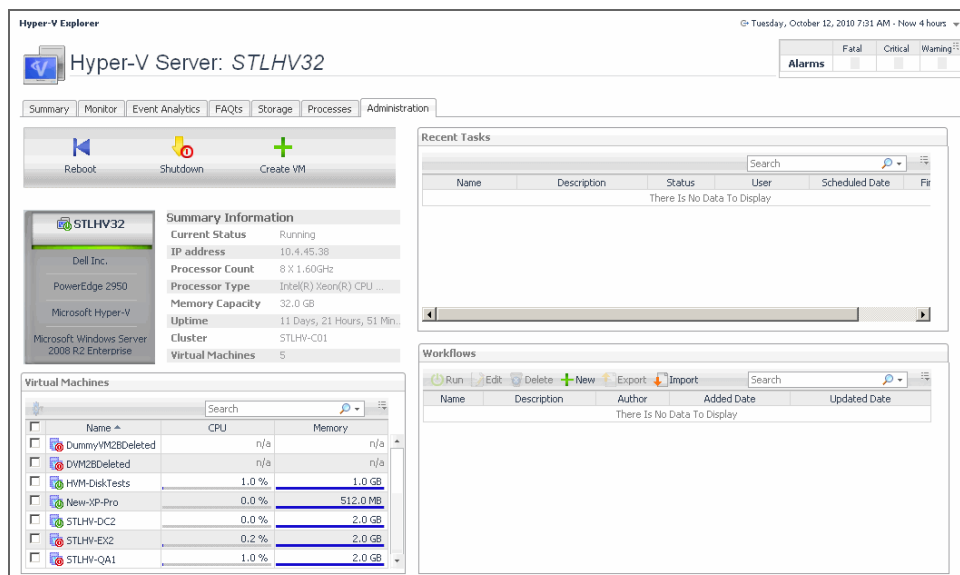 Hyper-V Explorer
Tuesday, October 12, 2010 7:31 AM - Now 4 hours
Hyper-V Server: STLHV32
Fatal Critical Warning
Alarms
Summary Monitor Event Analytics FAQts Storage Processes Administration
Reboot Shutdown Create VM
STLHV32
Dell Inc.
PowerEdge 2950
Microsoft Hyper-V
Microsoft Windows Server
2008 R2 Enterprise
Summary Information
Current Status Running
IP address 10.4.45.38
Processor Count 8 X 1.60GHz
Processor Type Intel(R) Xeon(R) CPU ...
Memory Capacity 32.0 GB
Uptime 11 Days, 21 Hours, 51 Min..
Cluster STLHV-C01
Virtual Machines 5
Virtual Machines
Search
Name CPU Memory
DummyVM2BDeleted n/a n/a
DVM2BDeleted n/a n/a
HVM-DiskTests 1.0 % 1.0 GB
New-XP-Pro 0.0 % 512.0 MB
STLHV-DC2 0.0 % 2.0 GB
STLHV-EX2 0.2 % 2.0 GB
STLHV-QA1 1.0 % 2.0 GB
Recent Tasks
Search
Name Description Status User Scheduled Date Fir
There Is No Data To Display
Workflows
Run Edit Delete New Export Import Search
Name Description Author Added Date Updated Date
There Is No Data To Display